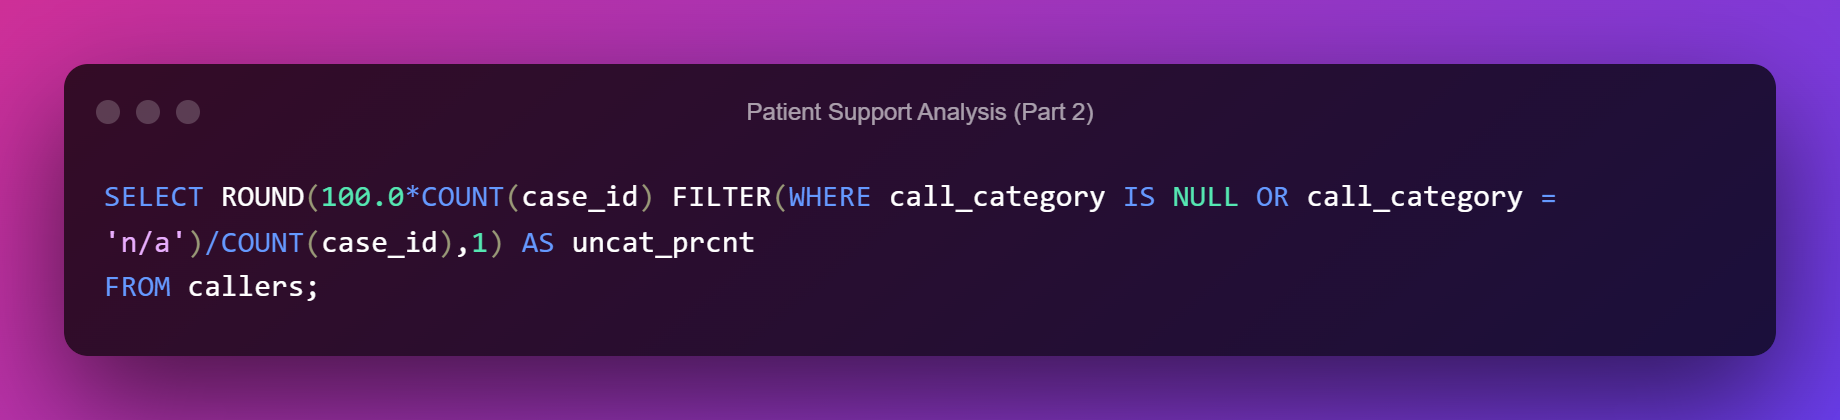 Patient Support Analysis (Part 2)
SELECT ROUND(100.0*COUNT(case_id) FILTER(WHERE call_category IS NULL OR call_category =
'n/a')/COUNT(case_id),1) AS uncat_prcnt
FROM callers;